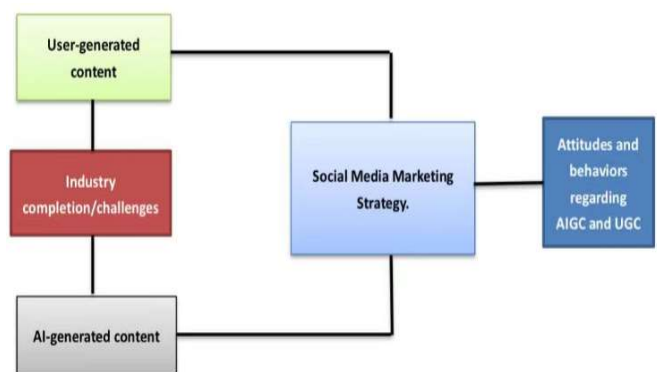 User-generated
content
Industry
completion/challenges
AI-generated content
Social Media Marketing
Strategy.
Attitudes and
behaviors
regarding
AIGC and UGC